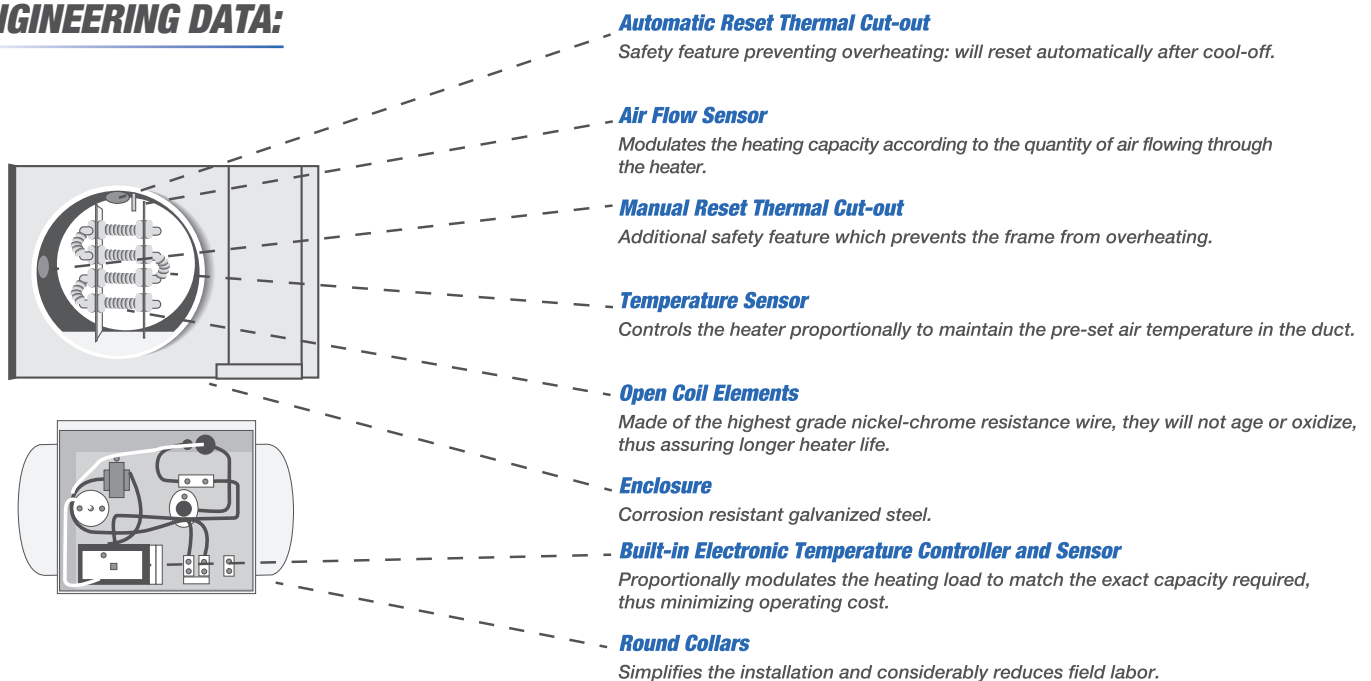 NGINEERING DATA:
Automatic Reset Thermal Cut-out
Safety feature preventing overheating: will reset automatically after cool-off.
Air Flow Sensor
Modulates the heating capacity according to the quantity of air flowing through
the heater.
Manual Reset Thermal Cut-out
Additional safety feature which prevents the frame from overheating.
Temperature Sensor
Controls the heater proportionally to maintain the pre-set air temperature in the duct.
Open Coil Elements
Made of the highest grade nickel-chrome resistance wire, they will not age or oxidize,
thus assuring longer heater life.
Enclosure
Corrosion resistant galvanized steel.
Built-in Electronic Temperature Controller and Sensor
Proportionally modulates the heating load to match the exact capacity required,
thus minimizing operating cost.
Round Collars
Simplifies the installation and considerably reduces field labor.